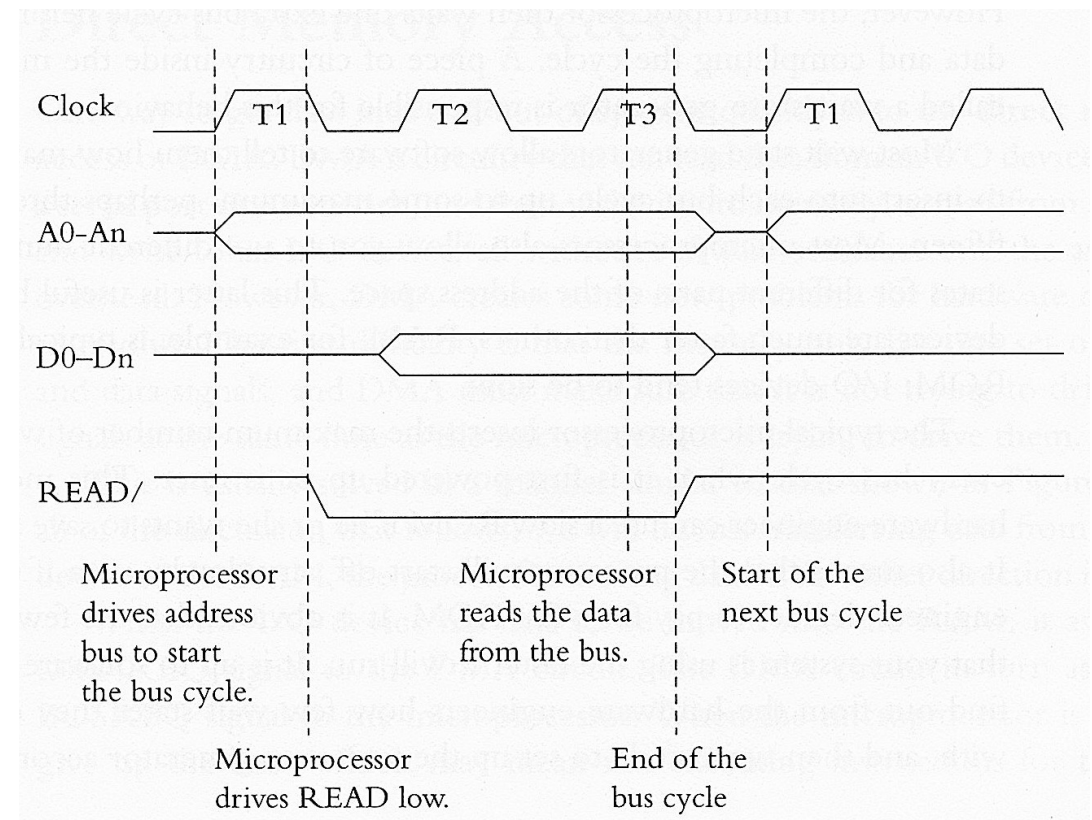 Clock
T1
T2
T3
T1
A0–An
D0–Dn
READ/
Microprocessor
drives address
bus to start
the bus cycle.
Microprocessor
reads the data
from the bus.
Start of the
next bus cycle
Microprocessor
drives READ low.
End of the
bus cycle